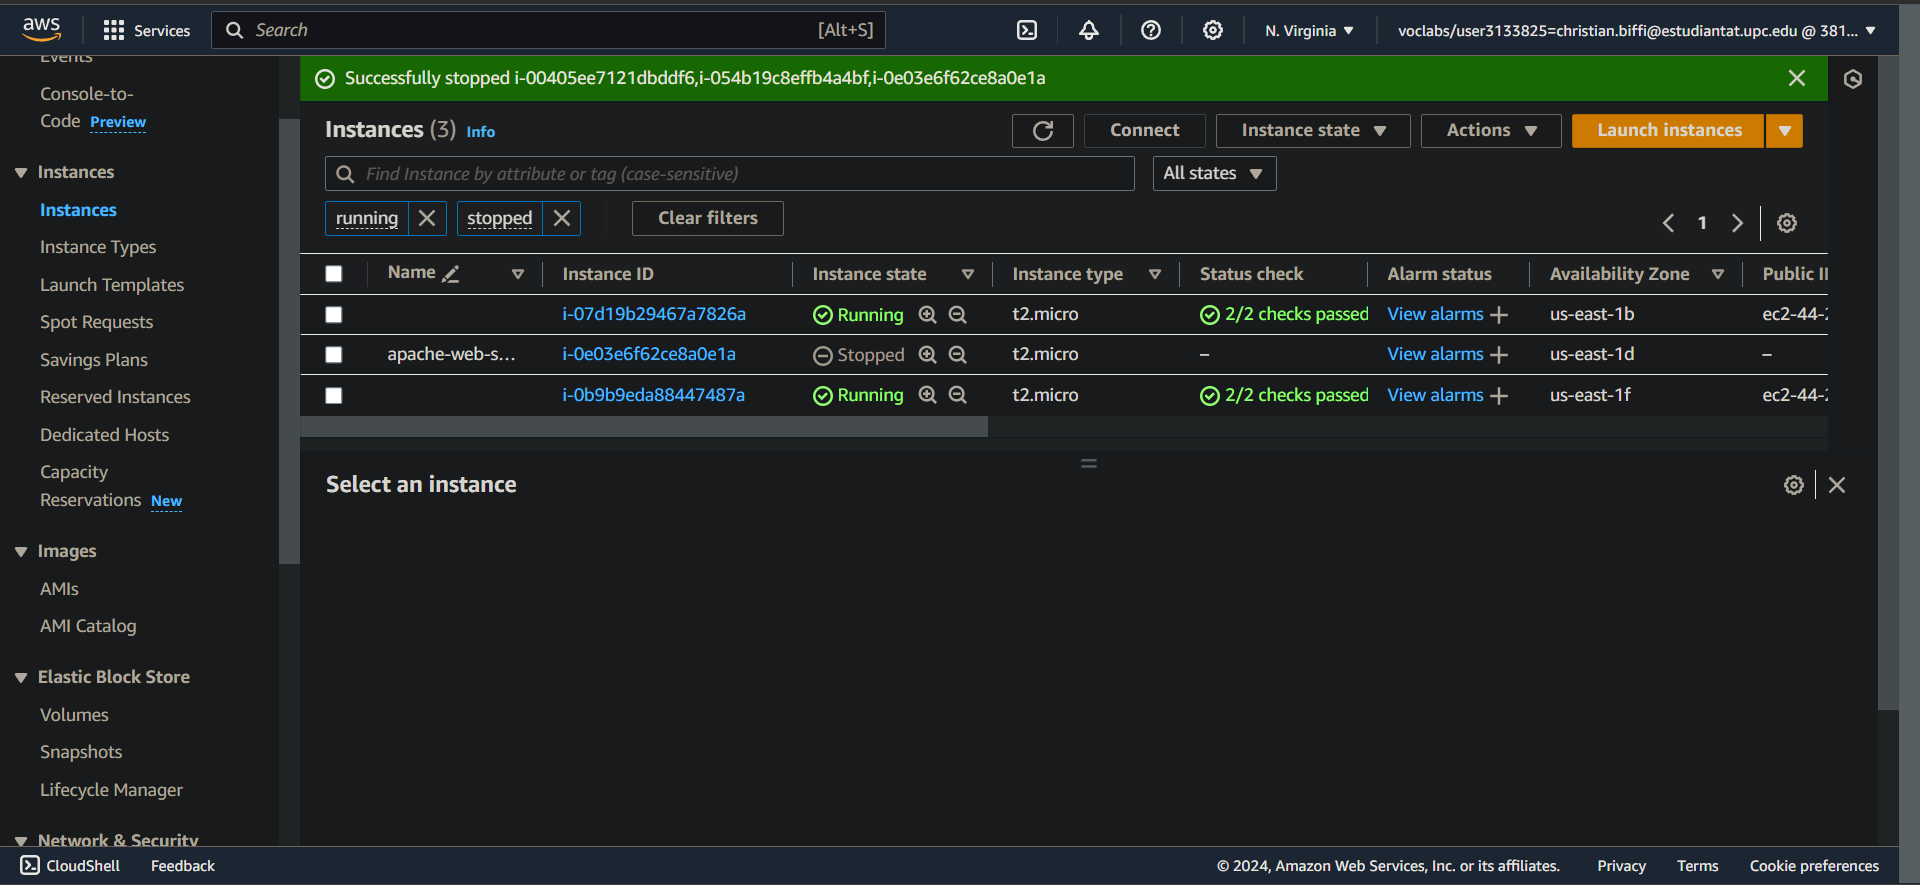 aws
Services
Search
[Alt+S]
N. Virginia
voclabs/user3133825=christian.biffi@estudiantat.upc.edu @ 381...
Events
Console-to-
Code Preview
Instances
Instances
Instance Types
Launch Templates
Spot Requests
Savings Plans
Reserved Instances
Dedicated Hosts
Capacity
Reservations New
Images
AMIs
AMI Catalog
Elastic Block Store
Volumes
Snapshots
Lifecycle Manager
Network & Security
Successfully stopped i-00405ee7121dbddf6,i-054b19c8effb4a4bf,i-0e03e6f62ce8a0e1a
Instances (3) Info
Connect
Instance state
Actions
Launch instances
Find Instance by attribute or tag (case-sensitive)
All states
running
stopped
Clear filters
1
Name Instance ID Instance state Instance type Status check Alarm status Availability Zone Public I
i-07d19b29467a7826a Running t2.micro 2/2 checks passed View alarms + us-east-1b ec2-44-2
apache-web-s... i-0e03e6f62ce8a0e1a Stopped t2.micro – View alarms + us-east-1d –
i-0b9b9eda88447487a Running t2.micro 2/2 checks passed View alarms + us-east-1f ec2-44-2
Select an instance
CloudShell
Feedback
© 2024, Amazon Web Services, Inc. or its affiliates.
Privacy
Terms
Cookie preferences